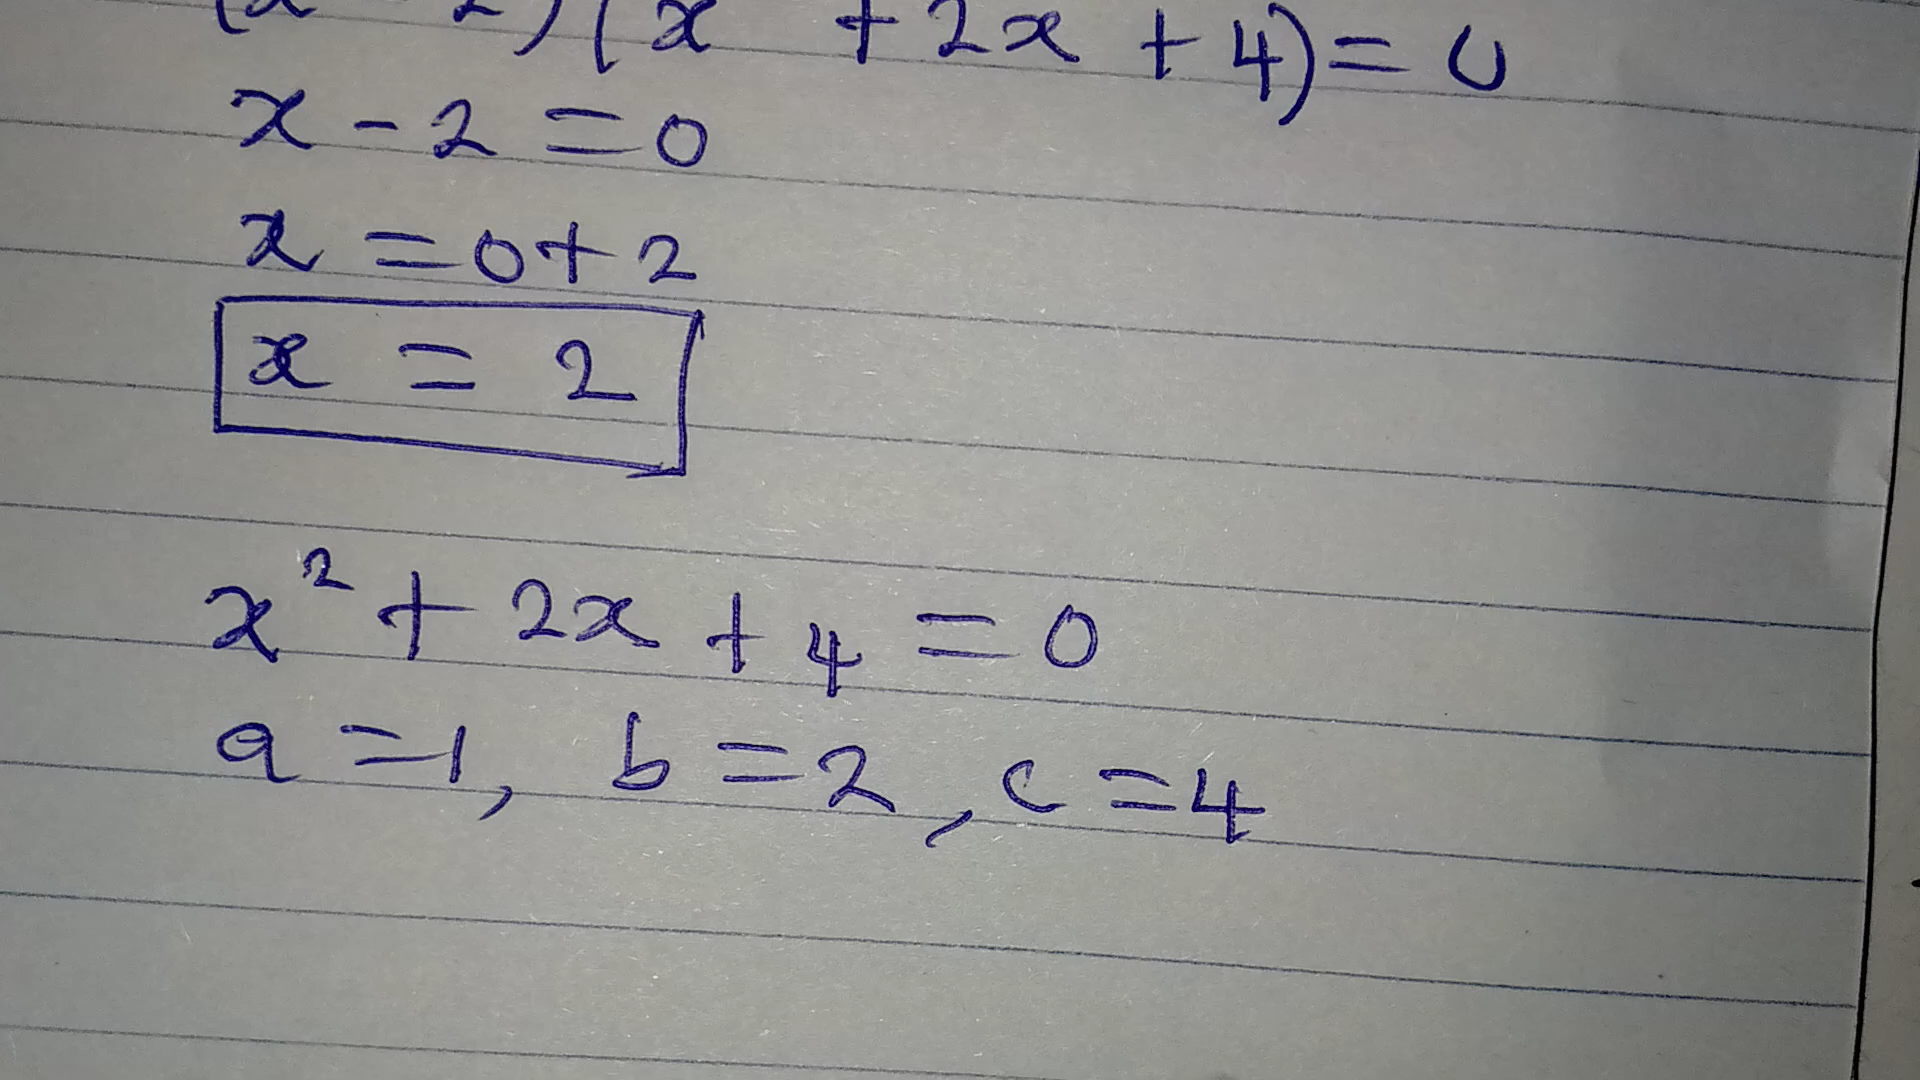 (x - 2)(x + 2x + 4) = 0
x - 2 = 0
x = 0 + 2
x = 2
x² + 2x + 4 = 0
a = 1, b = 2, c = 4